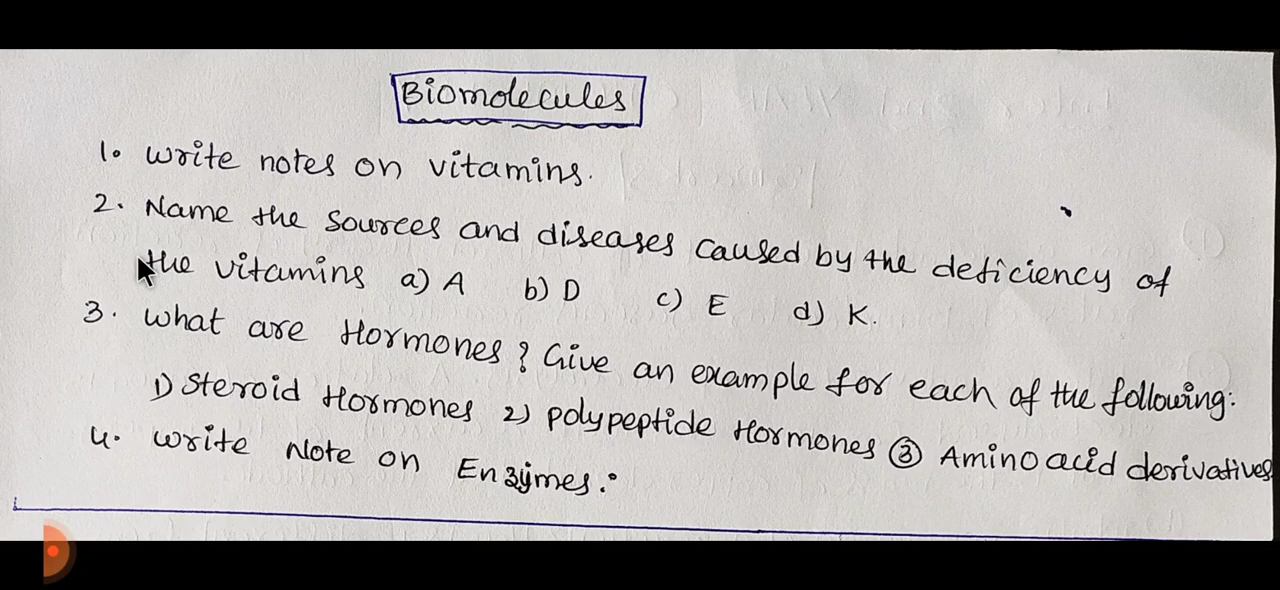 Biomolecules
1. Write notes on vitamins.
2. Name the sources and diseases caused by the deficiency of
the vitamins a) A b) D c) E d) K.
3. What are Hormones? Give an example for each of the following:
1) Steroid Hormones 2) polypeptide Hormones ③ Amino acid derivatives
4. Write Note on Enzymes.